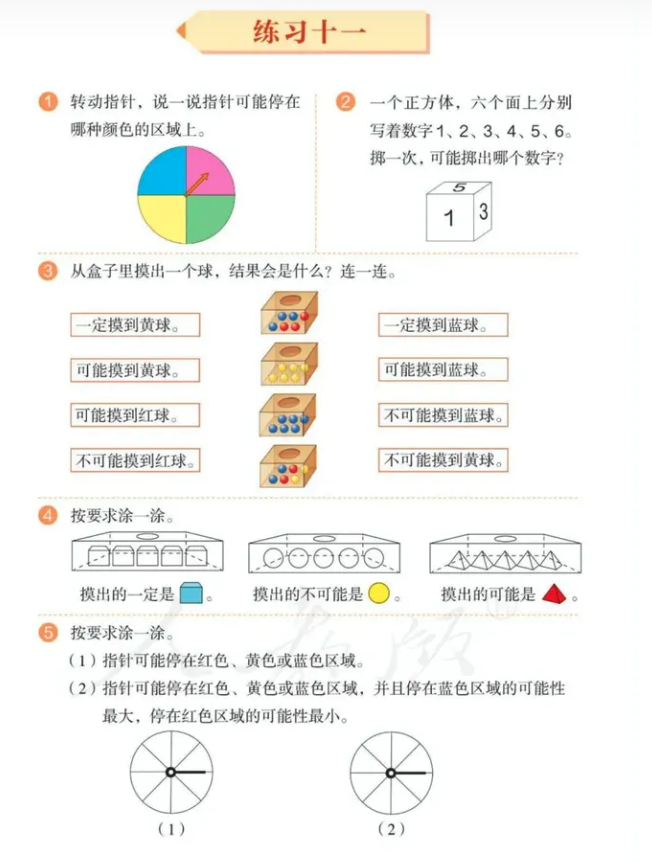 练习十一
1 转动指针，说一说指针可能停在
哪种颜色的区域上。
2 一个正方体，六个面上分别
写着数字1、2、3、4、5、6。
掷一次，可能掷出哪个数字？
5
1
3
3 从盒子里摸出一个球，结果会是什么？连一连。
一定摸到黄球。
可能摸到黄球。
可能摸到红球。
不可能摸到红球。
一定摸到蓝球。
可能摸到蓝球。
不可能摸到蓝球。
不可能摸到黄球。
4 按要求涂一涂。
摸出的一定是 。
摸出的不可能是 。
摸出的可能是 。
5 按要求涂一涂。
（1）指针可能停在红色、黄色或蓝色区域。
（2）指针可能停在红色、黄色或蓝色区域，并且停在蓝色区域的可能性
最大，停在红色区域的可能性最小。
（1）
（2）
人教版